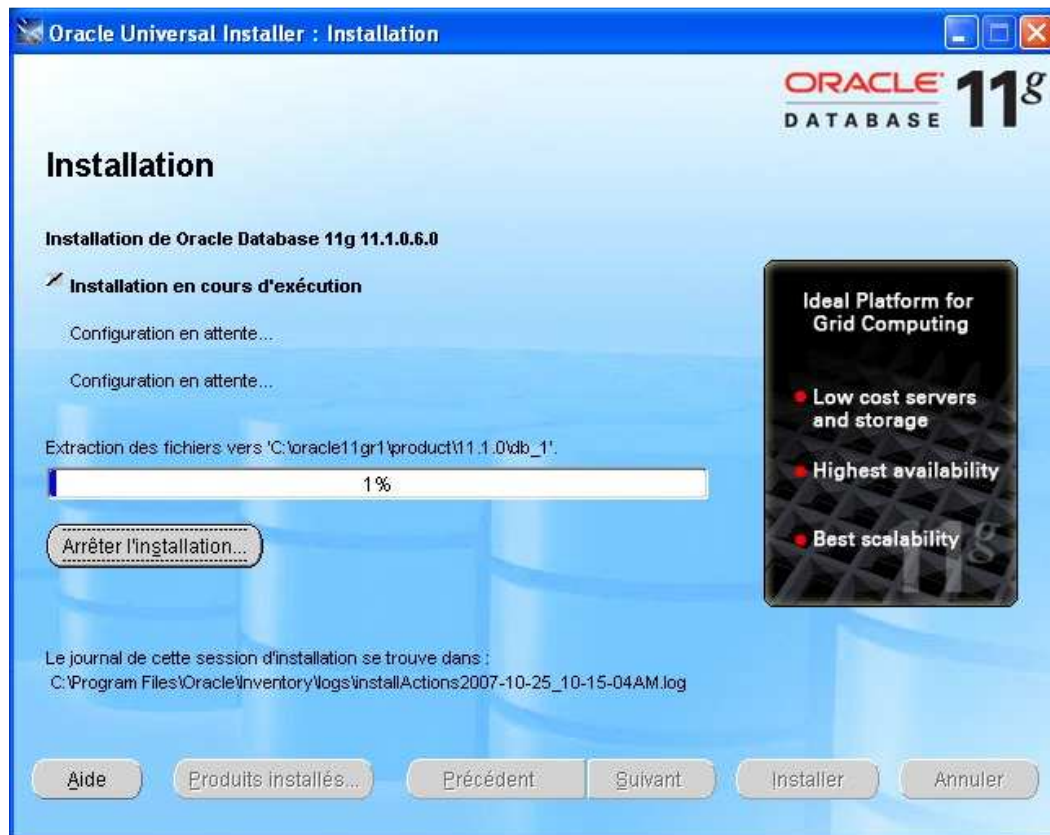 Oracle Universal Installer : Installation
ORACLE
DATABASE
11g
Installation
Installation de Oracle Database 11g 11.1.0.6.0
Installation en cours d'exécution
Configuration en attente...
Configuration en attente...
Extraction des fichiers vers 'C:\oracle11gr1\product\11.1.0\db_1'.
1%
Arrêter l'installation...
Ideal Platform for
Grid Computing
Low cost servers
and storage
Highest availability
Best scalability
11g
Le journal de cette session d'installation se trouve dans :
C:\Program Files\Oracle\Inventory\logs\installActions2007-10-25_10-15-04AM.log
Aide
Produits installés...
Précédent
Suivant
Installer
Annuler